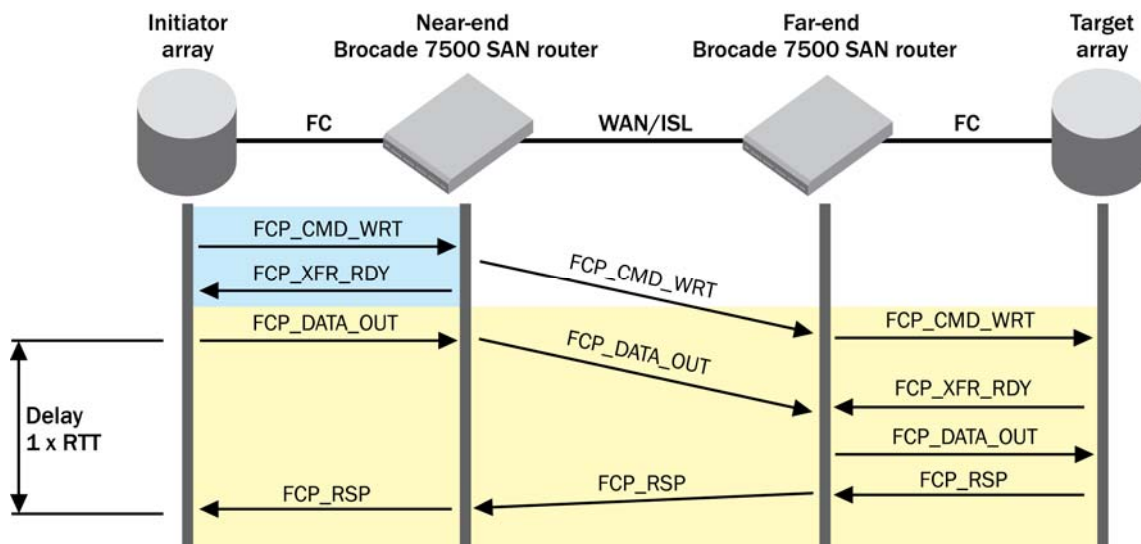 Initiator
array
Near-end
Brocade 7500 SAN router
Far-end
Brocade 7500 SAN router
Target
array
FC
WAN/ISL
FC
FCP_CMD_WRT
FCP_XFR_RDY
FCP_CMD_WRT
FCP_DATA_OUT
FCP_DATA_OUT
FCP_CMD_WRT
FCP_XFR_RDY
Delay
1 x RTT
FCP_DATA_OUT
FCP_RSP
FCP_RSP
FCP_RSP